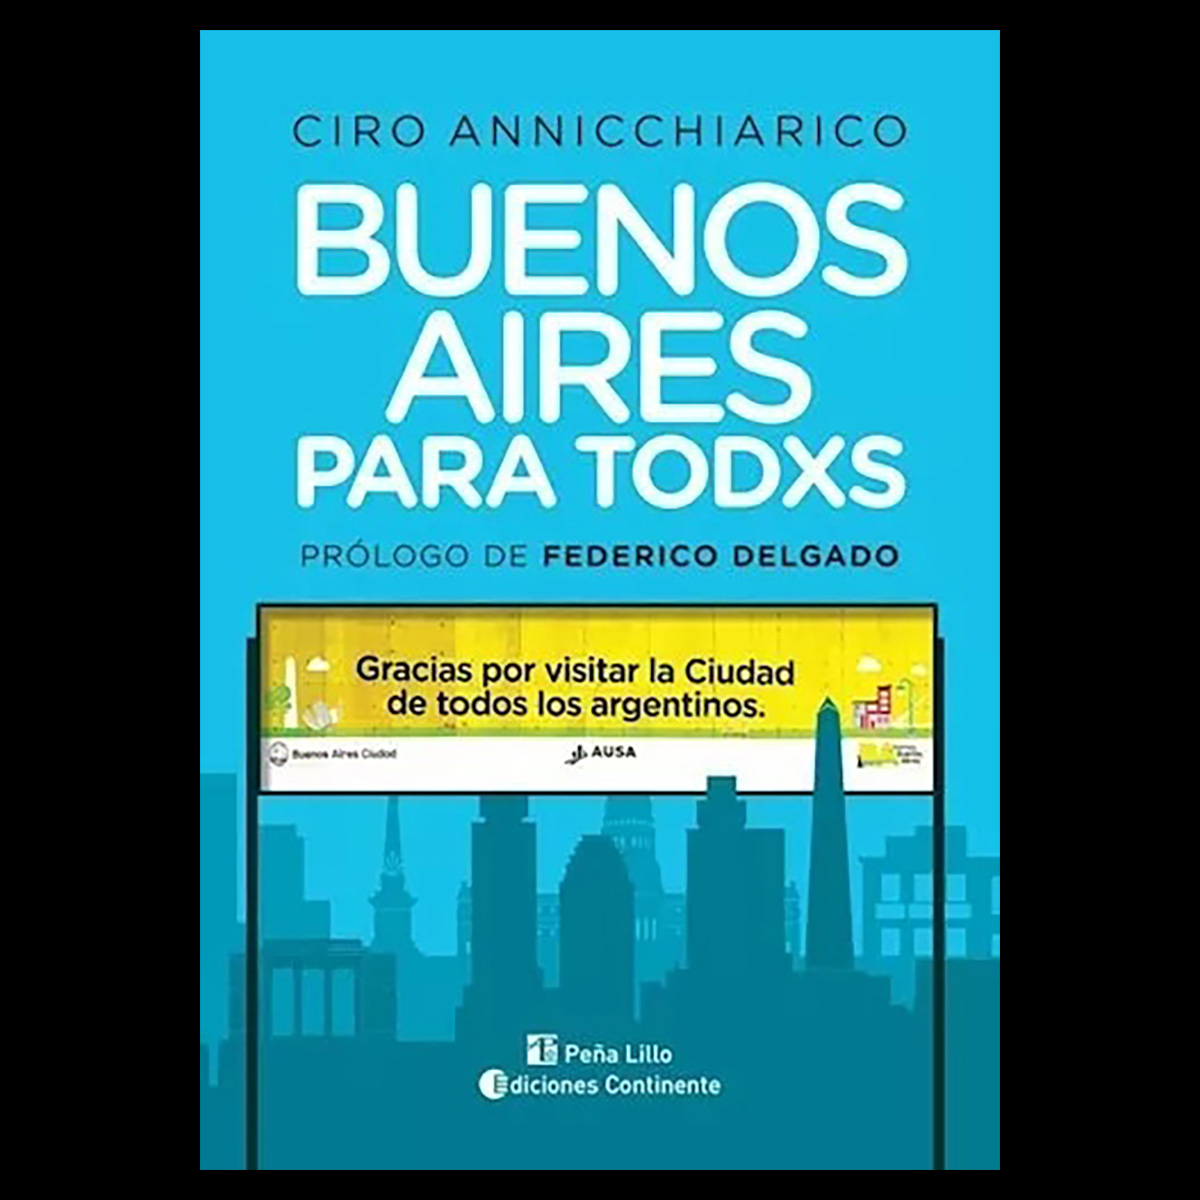 CIRO ANNICCHIARICO
BUENOS
AIRES
PARA TODXS
PRÓLOGO DE FEDERICO DELGADO
Gracias por visitar la Ciudad
de todos los argentinos.
Buenos Aires Ciudad
AUSA
BA
Peña Lillo
Ediciones Continente